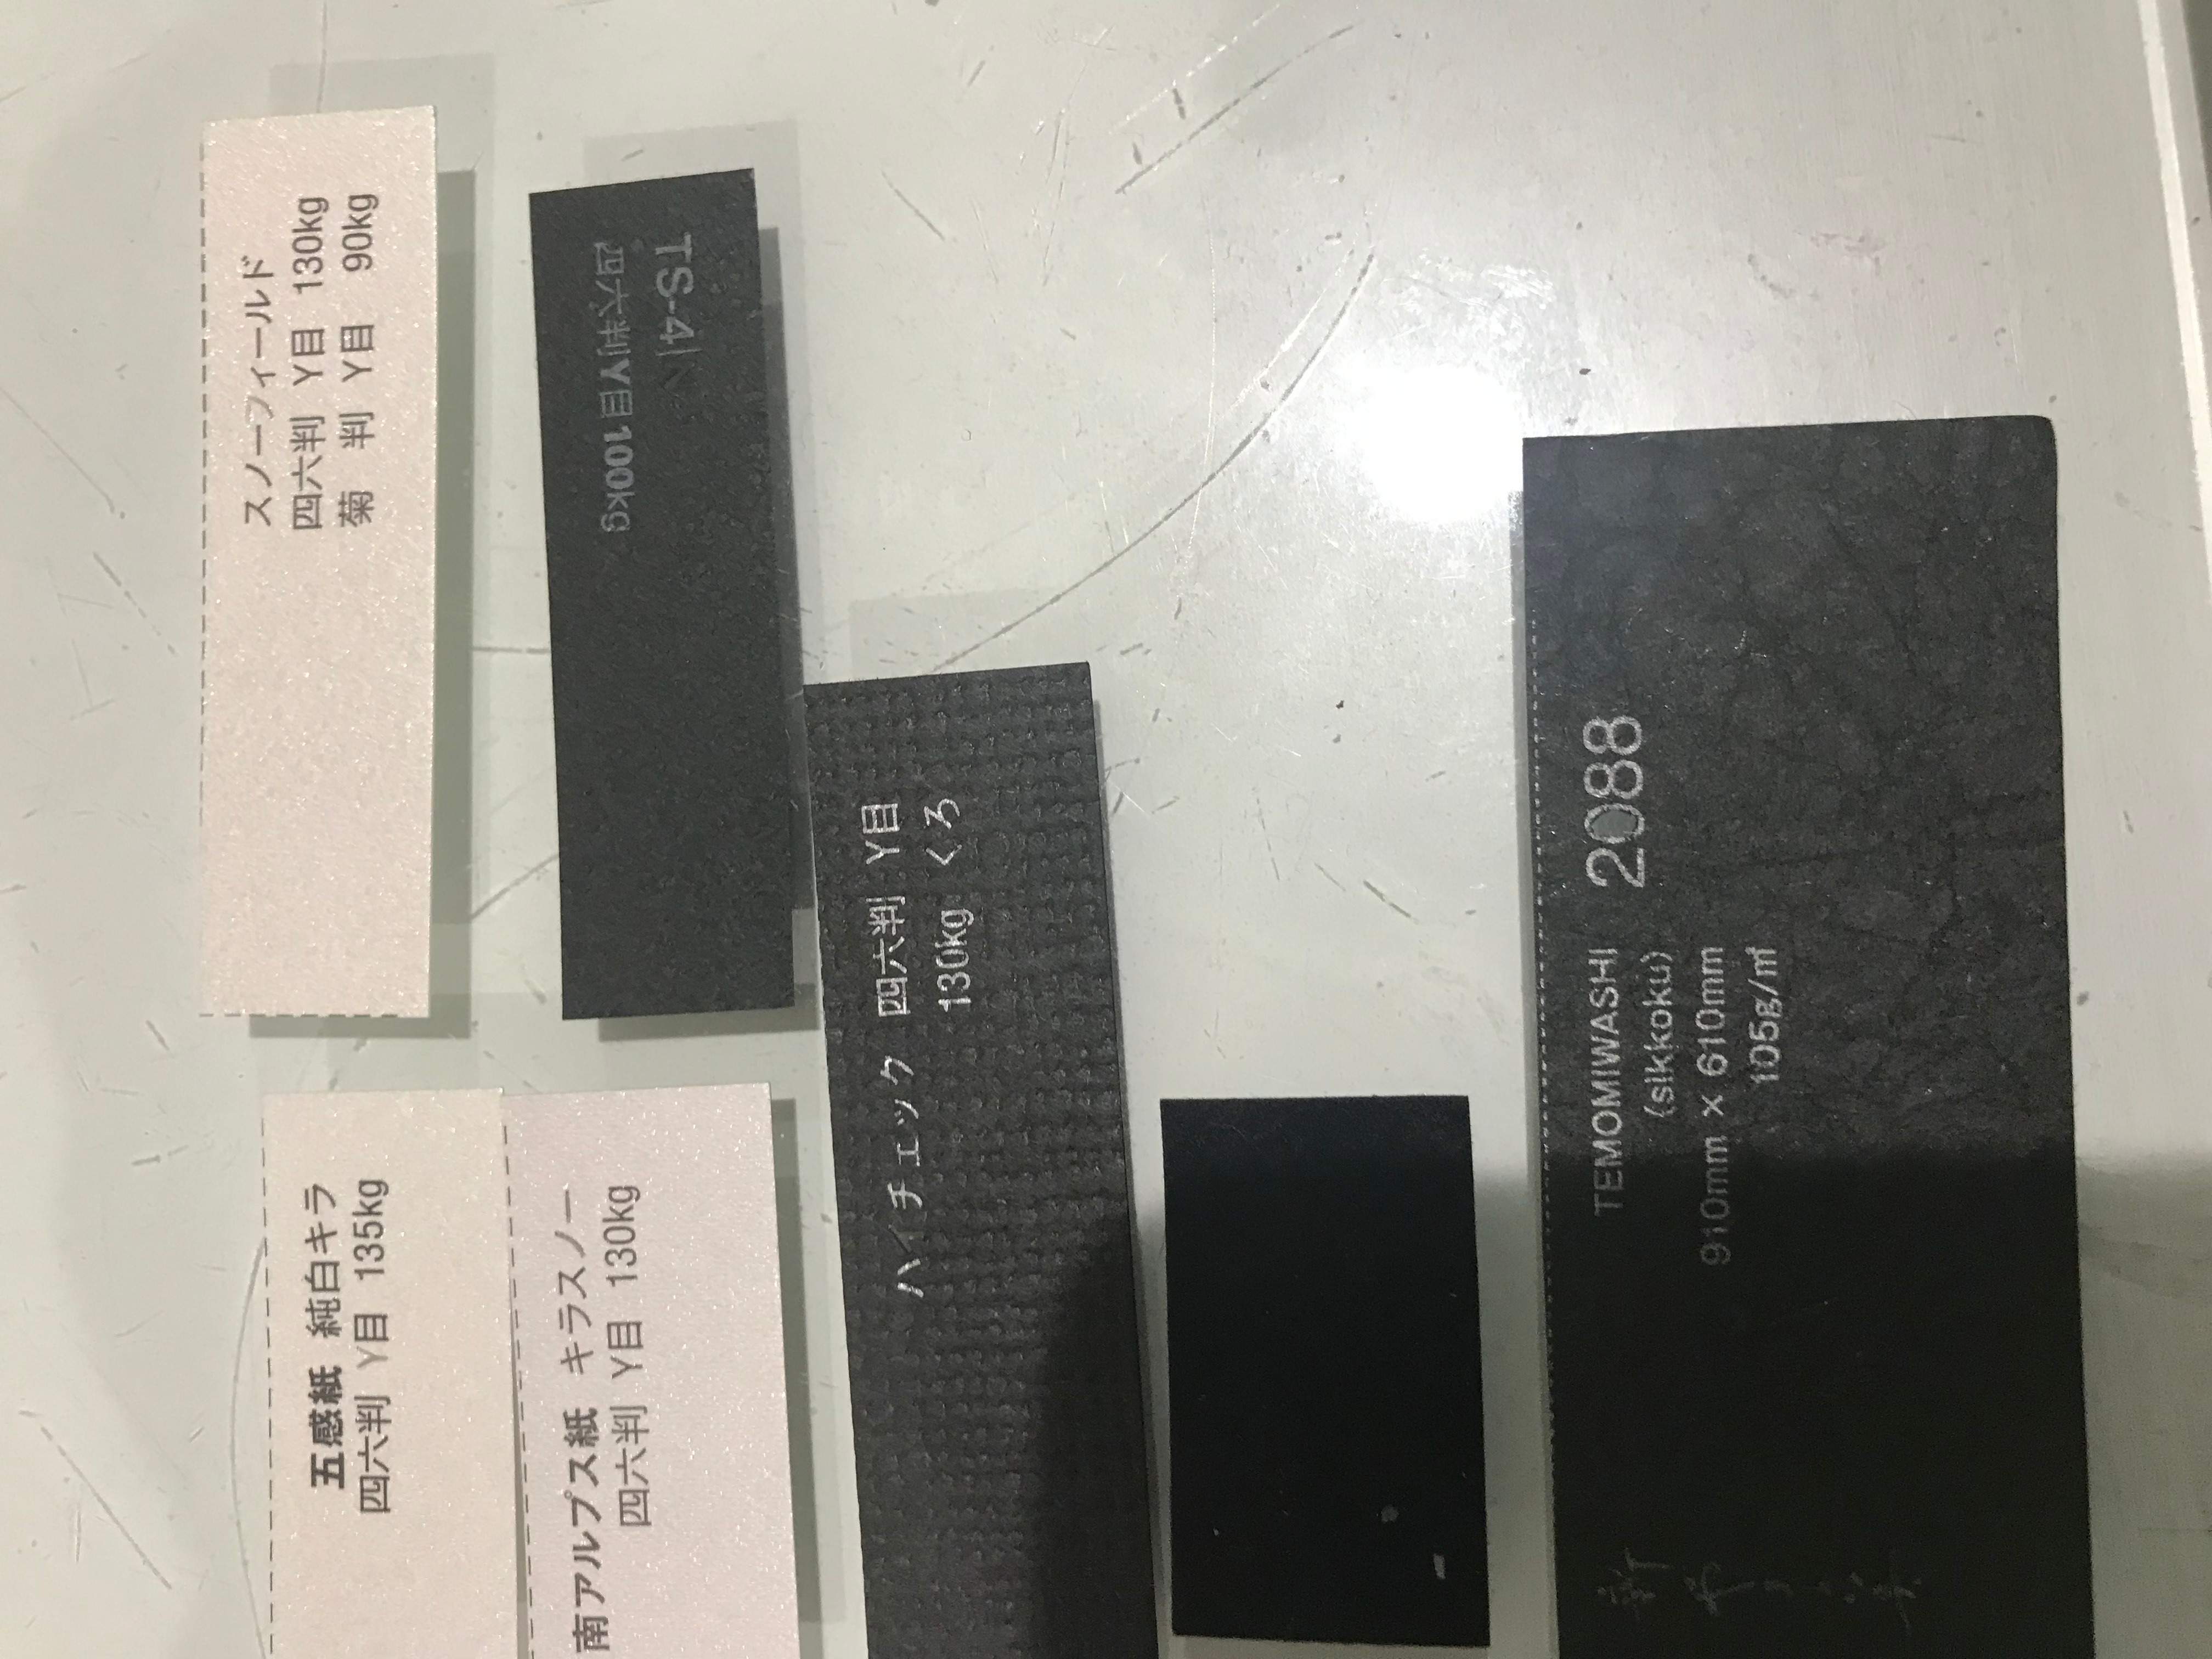 スノーフィールド
四六判 Y目 130kg
菊 判 Y目 90kg
TS-4
四六判Y目100kg
五感紙 純白キラ
四六判 Y目 135kg
南アルプス紙 キラスノー
四六判 Y目 130kg
ハイチェック 四六判 Y目
130kg くろ
TEMOMIWASHI 2088
(sikkoku)
910mm × 610mm
105g/㎡